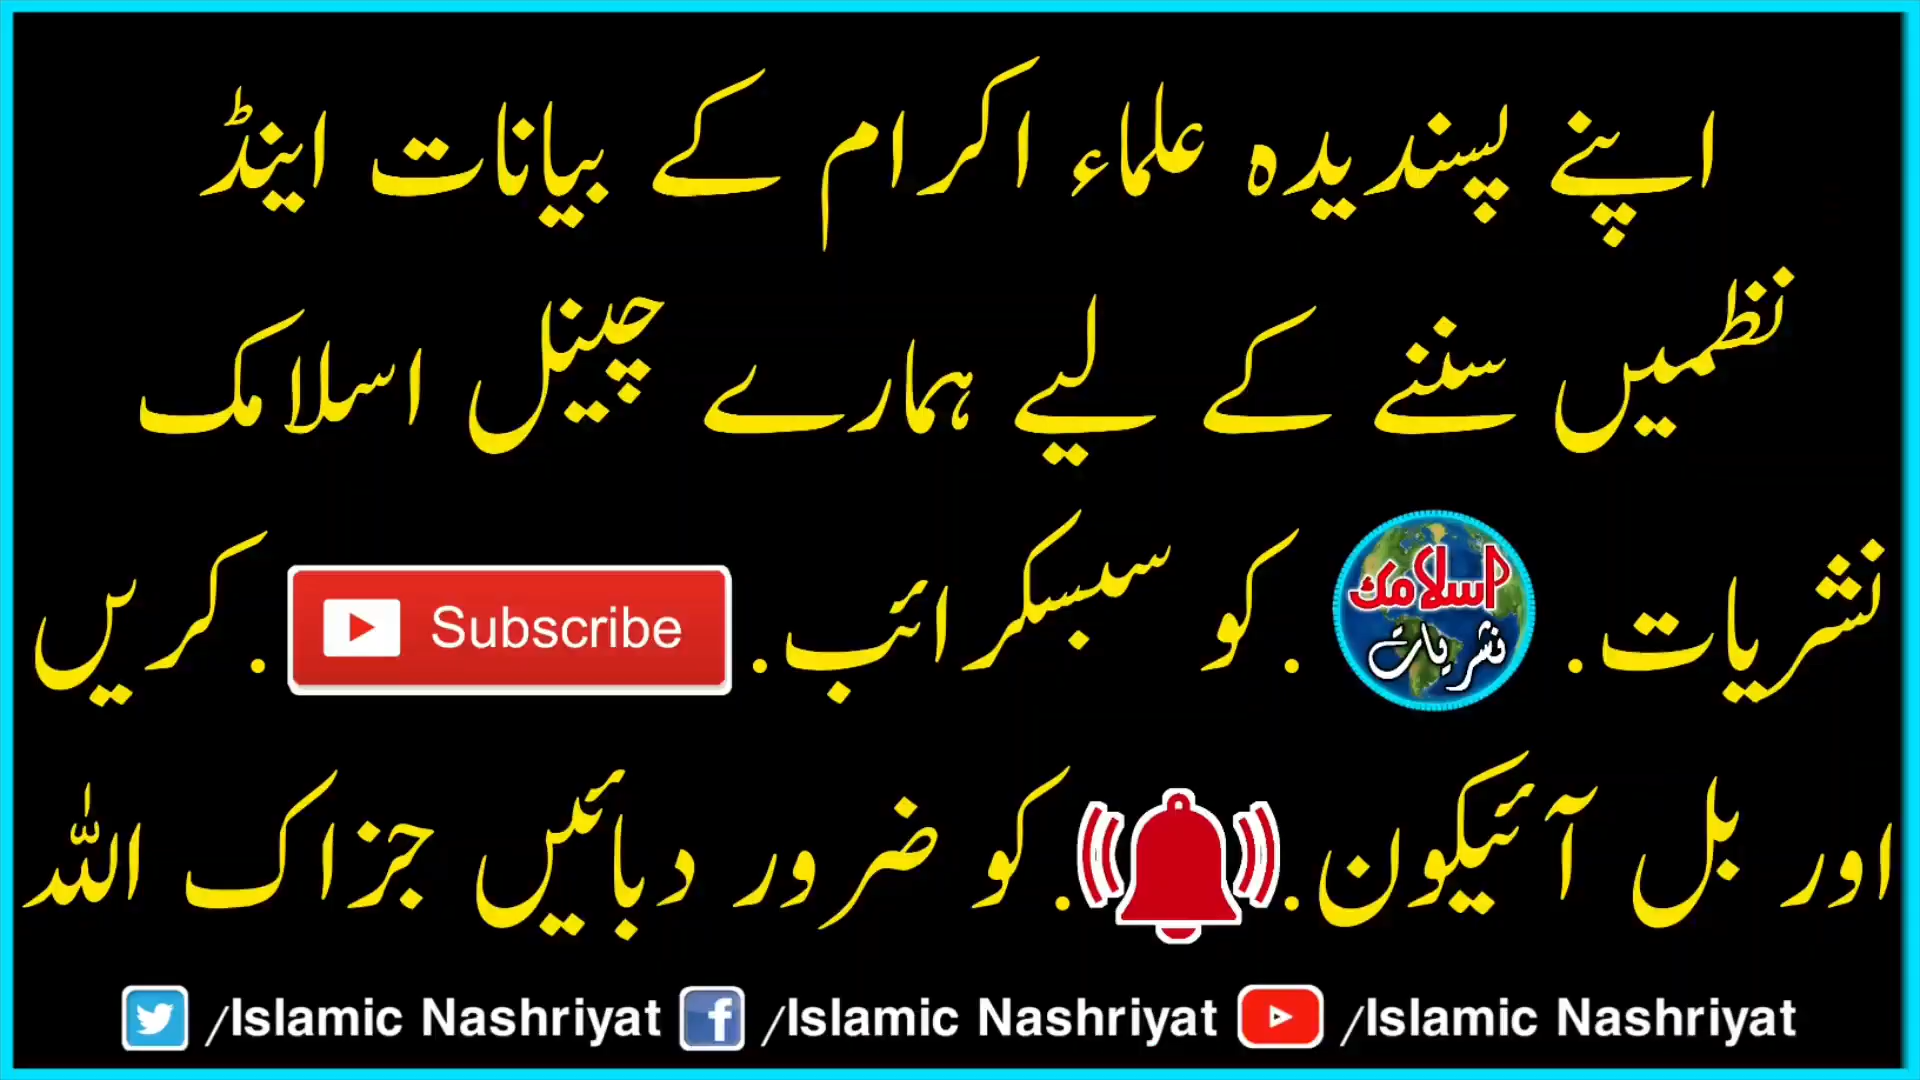 اپنے پسندیدہ علماء اکرام کے بیانات اینڈ
نظمیں سننے کے لیے ہمارے چینل اسلامک
نشریات. اسلامک نشریات .کو سبسکرائب. Subscribe .کریں
اور بل آئیکون. .کو ضرور دبائیں جزاک اللہ
/Islamic Nashriyat /Islamic Nashriyat /Islamic Nashriyat